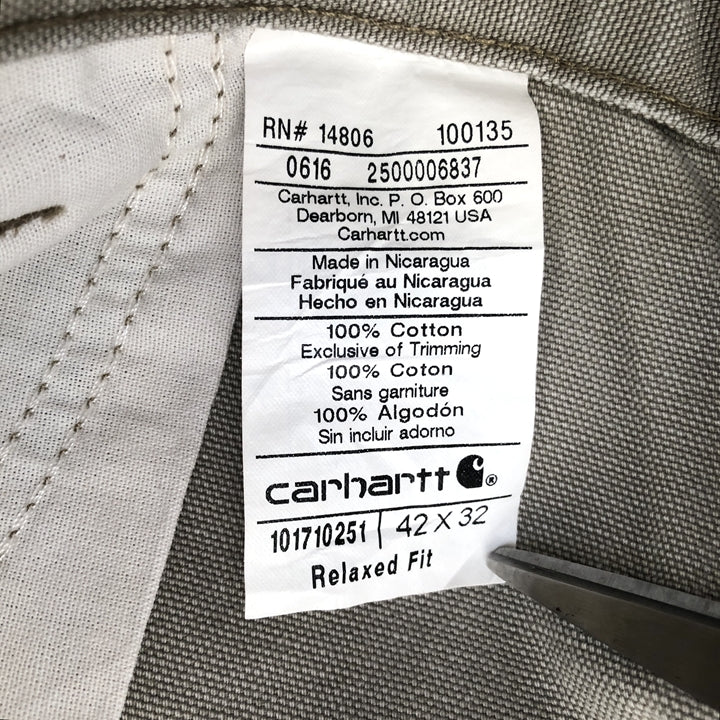 RN# 14806 100135
0616 2500006837
Carhartt, Inc. P. O. Box 600
Dearborn, MI 48121 USA
Carhartt.com
Made in Nicaragua
Fabriqué au Nicaragua
Hecho en Nicaragua
100% Cotton
Exclusive of Trimming
100% Coton
Sans garniture
100% Algodón
Sin incluir adorno
carhartt ®
101710251 | 42 X 32
Relaxed Fit